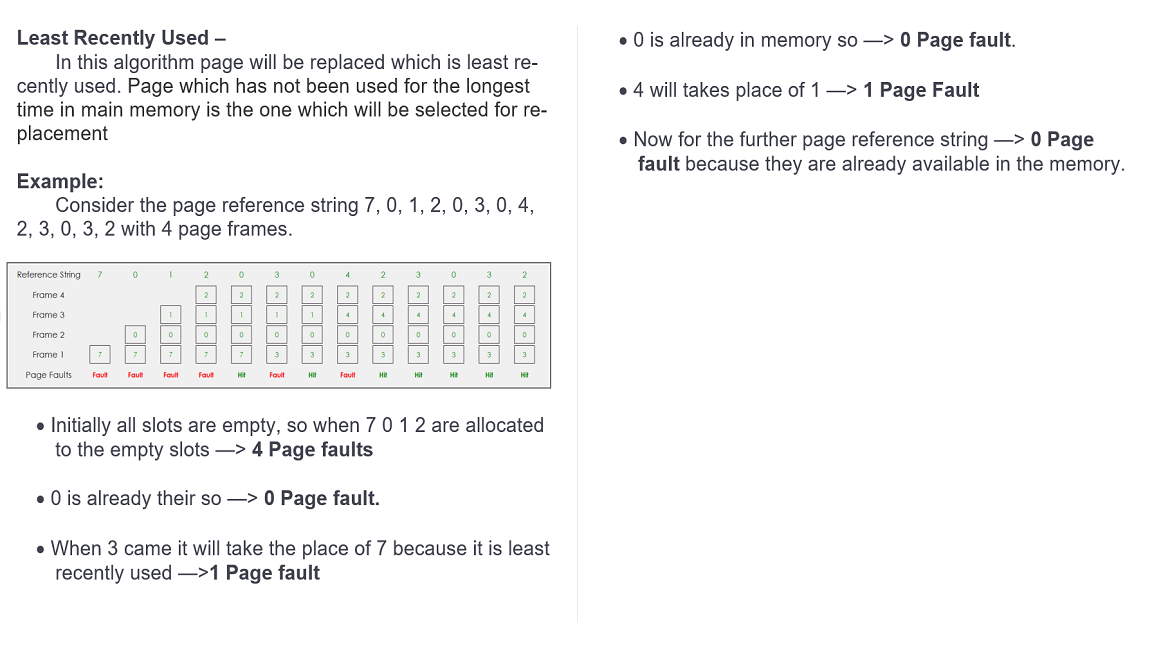 Least Recently Used –
In this algorithm page will be replaced which is least re-
cently used. Page which has not been used for the longest
time in main memory is the one which will be selected for re-
placement
Example:
Consider the page reference string 7, 0, 1, 2, 0, 3, 0, 4,
2, 3, 0, 3, 2 with 4 page frames.
Reference String 7 0 1 2 0 3 0 4 2 3 0 3 2
Frame 4 2 2 2 2 2 2 2 2 2 2
Frame 3 1 1 1 1 1 4 4 4 4 4 4
Frame 2 0 0 0 0 0 0 0 0 0 0 0 0
Frame 1 7 7 7 7 7 3 3 3 3 3 3 3 3
Page Faults Fault Fault Fault Fault Hit Fault Hit Fault Hit Hit Hit Hit Hit
• Initially all slots are empty, so when 7 0 1 2 are allocated
to the empty slots —> 4 Page faults
• 0 is already their so —> 0 Page fault.
• When 3 came it will take the place of 7 because it is least
recently used —>1 Page fault
• 0 is already in memory so —> 0 Page fault.
• 4 will takes place of 1 —> 1 Page Fault
• Now for the further page reference string —> 0 Page
fault because they are already available in the memory.